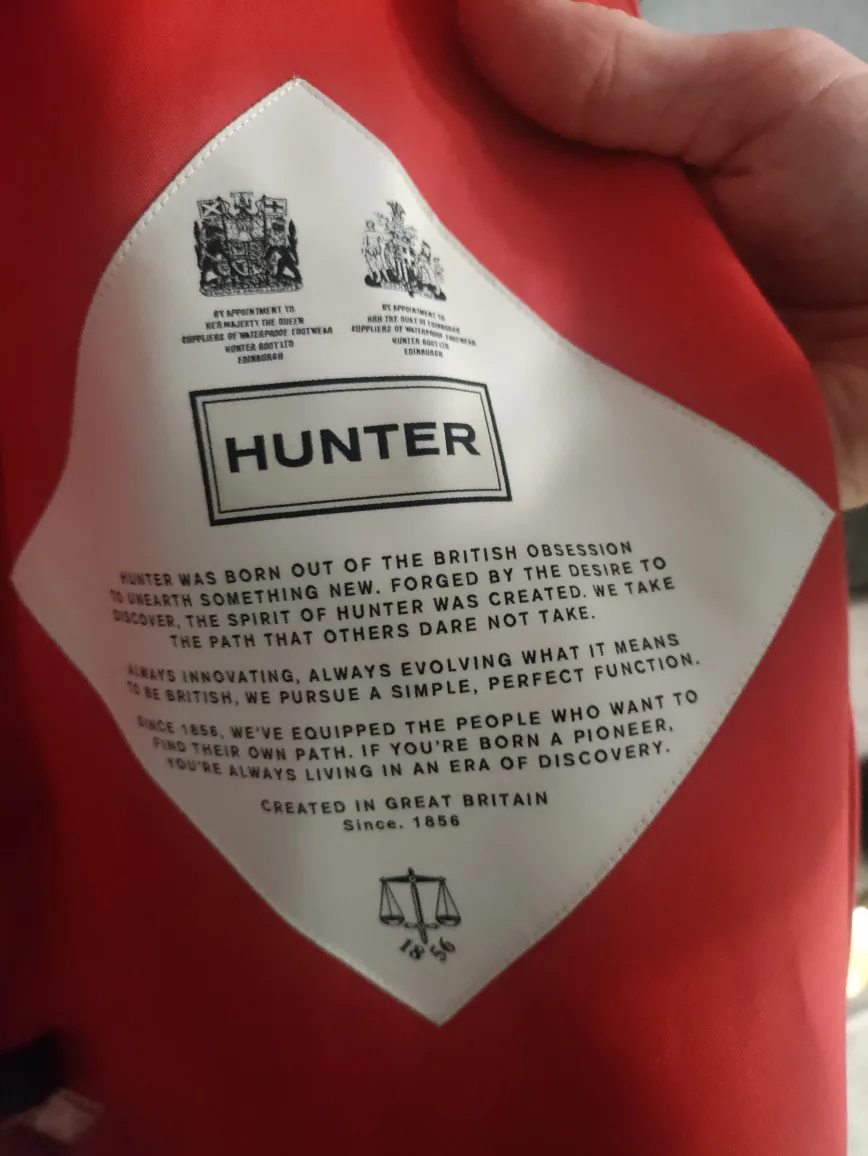 BY APPOINTMENT TO
HER MAJESTY THE QUEEN
SUPPLIERS OF WATERPROOF FOOTWEAR
HUNTER BOOT LTD
EDINBURGH
BY APPOINTMENT TO
HRH THE DUKE OF EDINBURGH
SUPPLIERS OF WATERPROOF FOOTWEAR
HUNTER BOOT LTD
EDINBURGH
HUNTER
HUNTER WAS BORN OUT OF THE BRITISH OBSESSION
TO UNEARTH SOMETHING NEW. FORGED BY THE DESIRE TO
DISCOVER, THE SPIRIT OF HUNTER WAS CREATED. WE TAKE
THE PATH THAT OTHERS DARE NOT TAKE.
ALWAYS INNOVATING, ALWAYS EVOLVING WHAT IT MEANS
TO BE BRITISH, WE PURSUE A SIMPLE, PERFECT FUNCTION.
SINCE 1856, WE'VE EQUIPPED THE PEOPLE WHO WANT TO
FIND THEIR OWN PATH. IF YOU'RE BORN A PIONEER,
YOU'RE ALWAYS LIVING IN AN ERA OF DISCOVERY.
CREATED IN GREAT BRITAIN
Since. 1856
1856